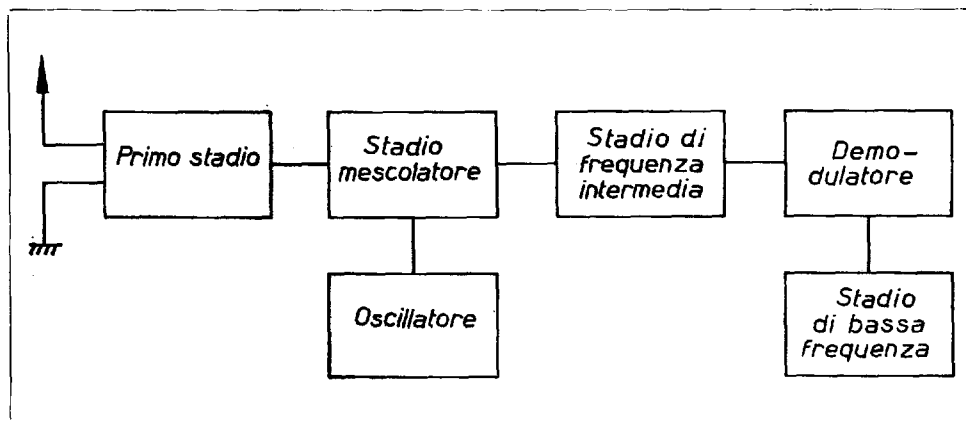 Primo stadio
Stadio
mescolatore
Stadio di
frequenza
intermedia
Demo-
dulatore
Oscillatore
Stadio
di bassa
frequenza